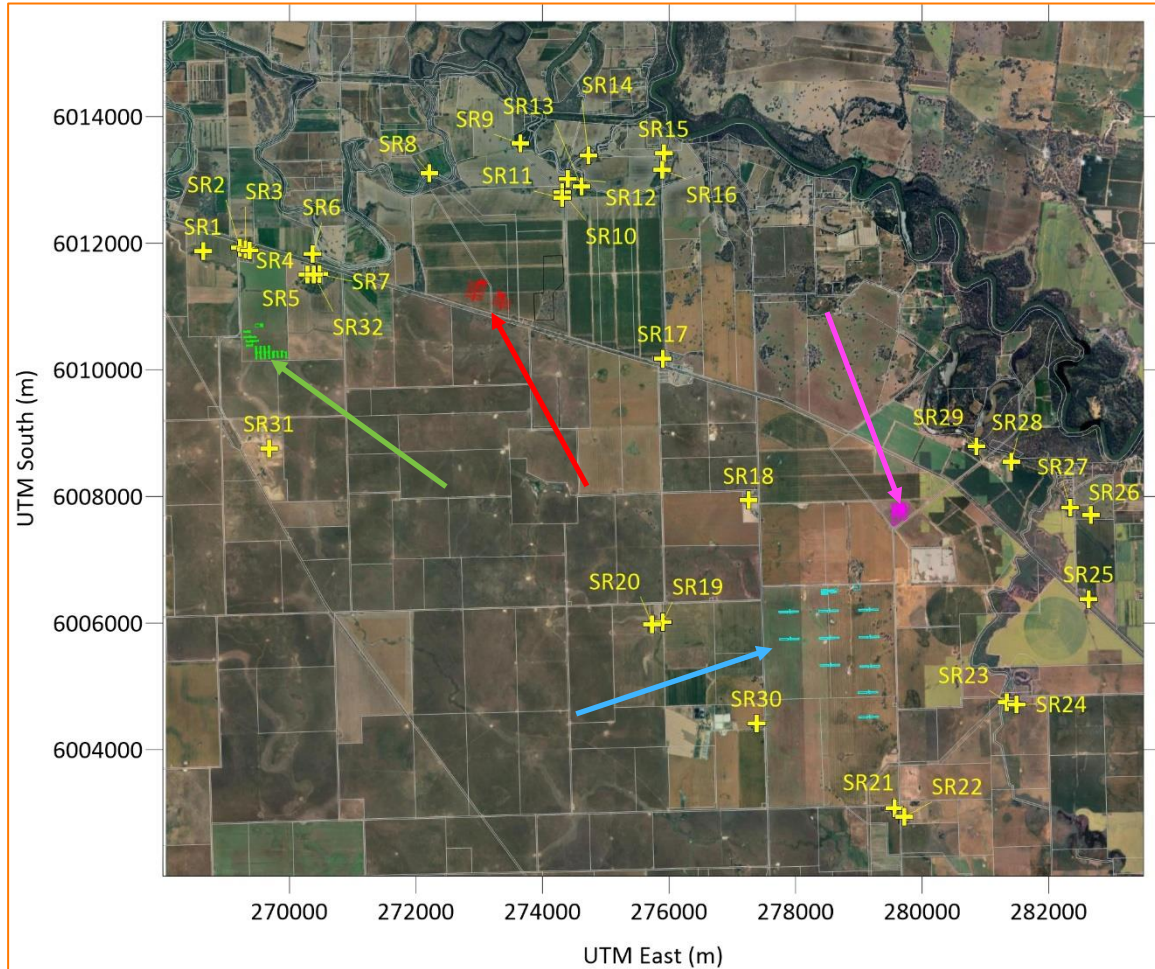 SR14
SR13
6014000
SR9
SR15
SR8
SR2
SR3
SR11
SR12
SR16
SR1
SR6
SR10
6012000
SR4
SR5
SR7
SR32
SR17
6010000
SR31
SR29
SR28
SR27
SR18
SR26
6008000
SR20
SR19
SR25
6006000
SR30
SR23
SR24
6004000
SR21
SR22
UTM South (m)
270000 272000 274000 276000 278000 280000 282000
UTM East (m)